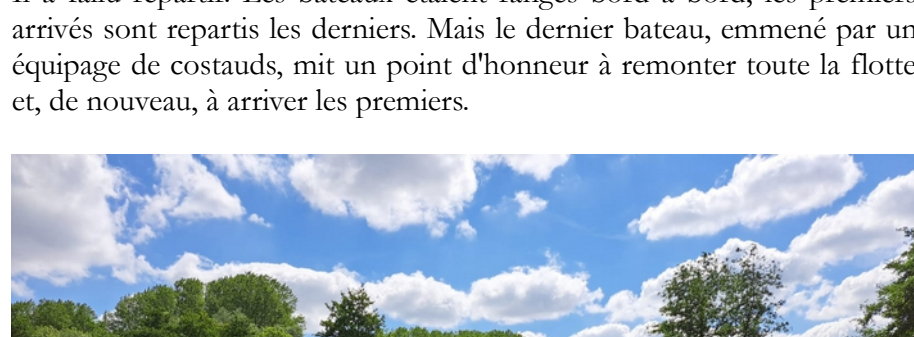 Il a fallu repartir. Les bateaux étaient rangés bord à bord, les premiers
arrivés sont repartis les derniers. Mais le dernier bateau, emmené par un
équipage de costauds, mit un point d'honneur à remonter toute la flotte
et, de nouveau, à arriver les premiers.